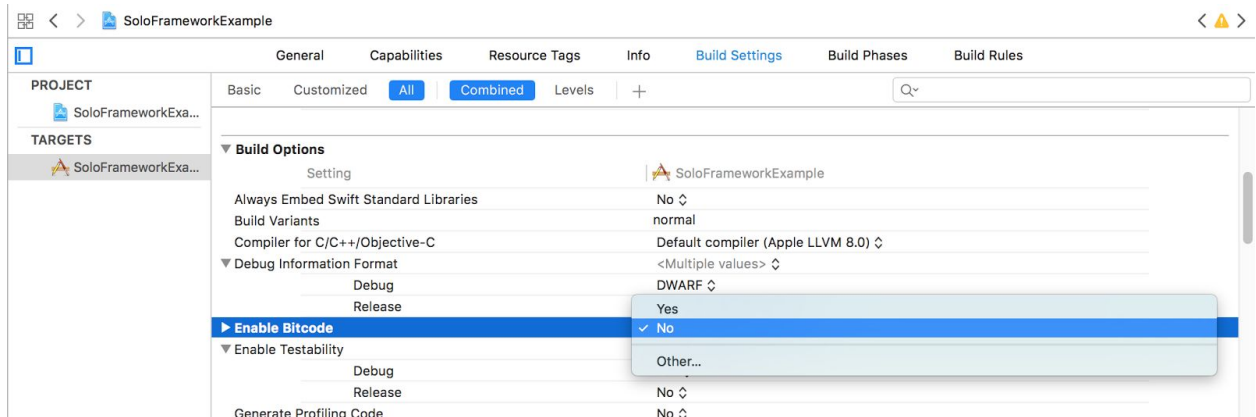 SoloFrameworkExample
General Capabilities Resource Tags Info Build Settings Build Phases Build Rules
PROJECT
SoloFrameworkExa...
TARGETS
SoloFrameworkExa...
Basic Customized All Combined Levels +
Build Options
Setting SoloFrameworkExample
Always Embed Swift Standard Libraries No
Build Variants normal
Compiler for C/C++/Objective-C Default compiler (Apple LLVM 8.0)
Debug Information Format <Multiple values>
Debug DWARF
Release
Yes
Enable Bitcode No
Enable Testability
Other...
Debug
Release No
Generate Profiling Code No